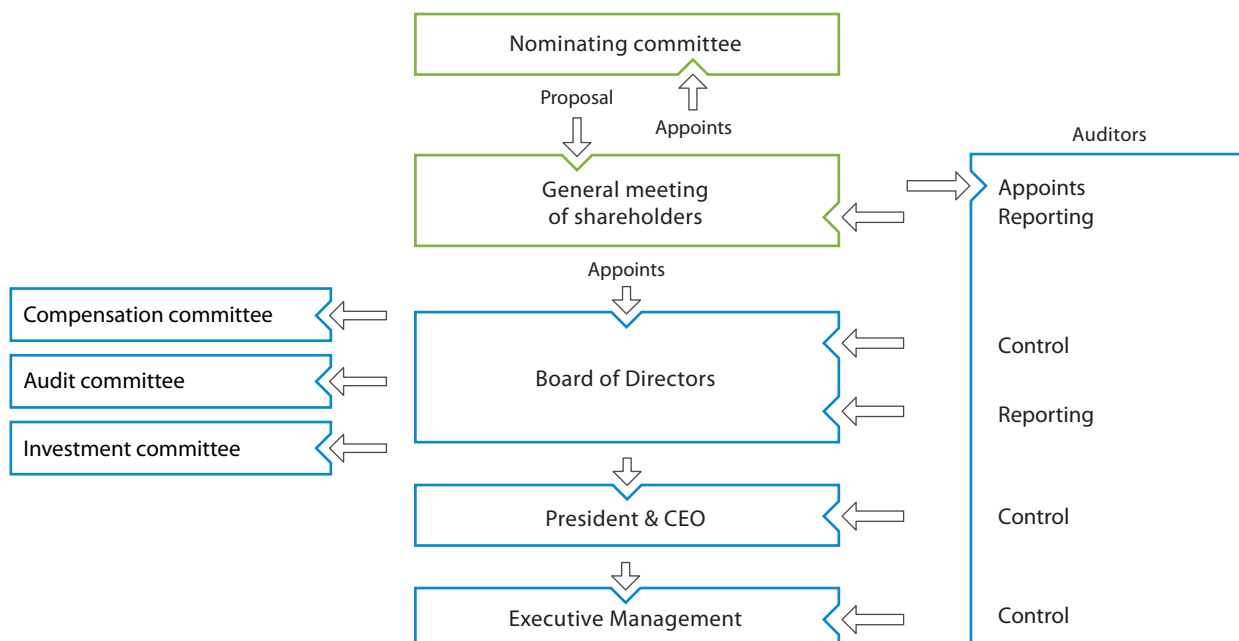 Nominating committee
Proposal
Appoints
Auditors
General meeting
of shareholders
Appoints
Reporting
Appoints
Compensation committee
Audit committee
Investment committee
Board of Directors
Control
Reporting
President & CEO
Control
Executive Management
Control